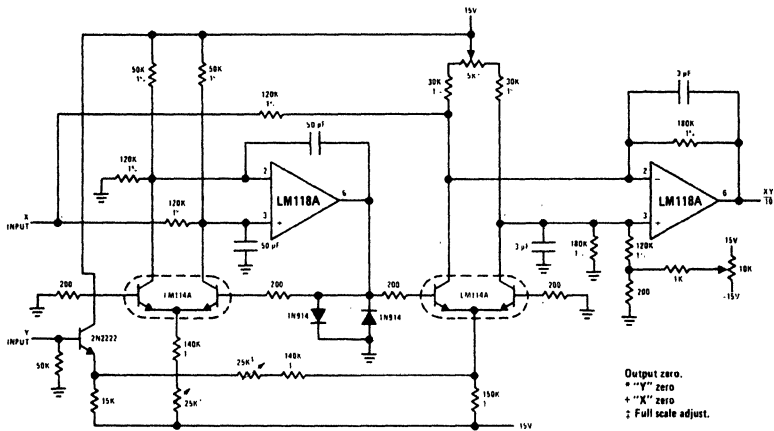 15V
50K
1%
50K
1%
120K
1%
30K
1%
5K*
30K
1%
3 pF
180K
1%
50 pF
120K
1%
2
LM118A
6
3
+
120K
1%
X
INPUT
50 pF
2
−
LM118A
6
3
+
XY
10
3 pF
180K
1%
120K
1%
15V
10K
1K
200
-15V
200
LM114A
200
200
LM114A
200
1N914
1N914
Y
INPUT
2N2222
50K
140K
1
25K‡
140K
1
15K
25K
150K
1
15V
Output zero.
* "Y" zero
+ "X" zero
‡ Full scale adjust.